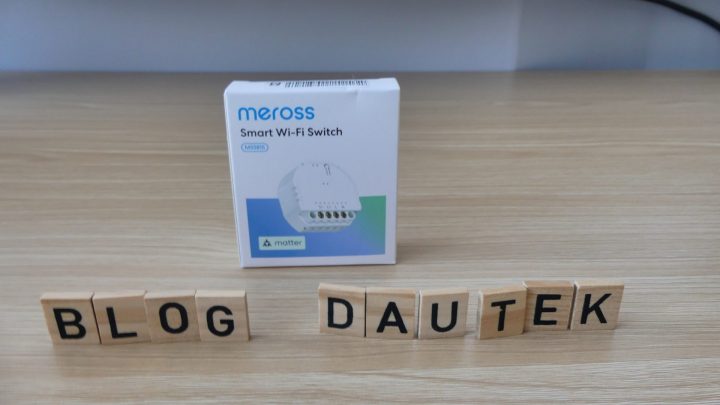 meross
Smart Wi-Fi Switch
matter
BLOG DAUTEK